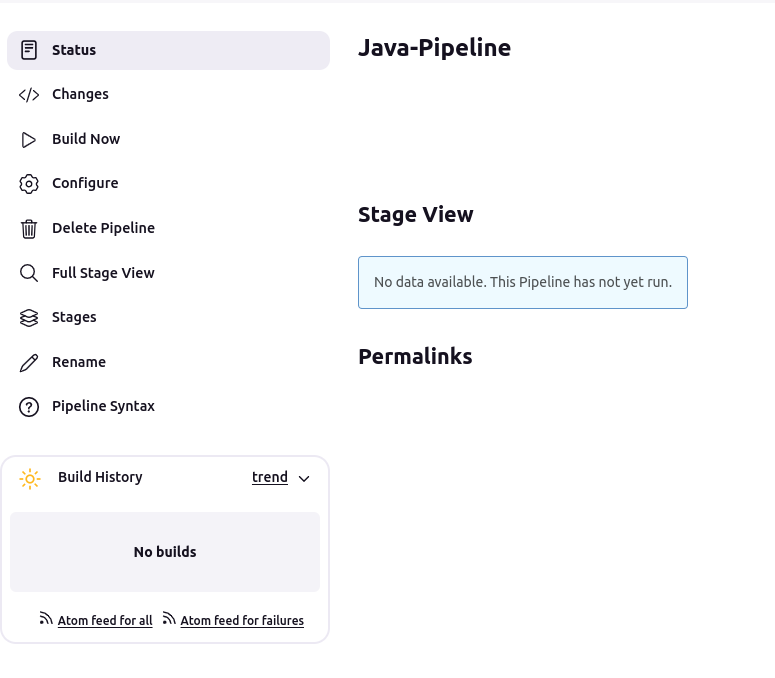 Status
Changes
Build Now
Configure
Delete Pipeline
Full Stage View
Stages
Rename
Pipeline Syntax
Build History trend
No builds
Atom feed for all Atom feed for failures
Java-Pipeline
Stage View
No data available. This Pipeline has not yet run.
Permalinks